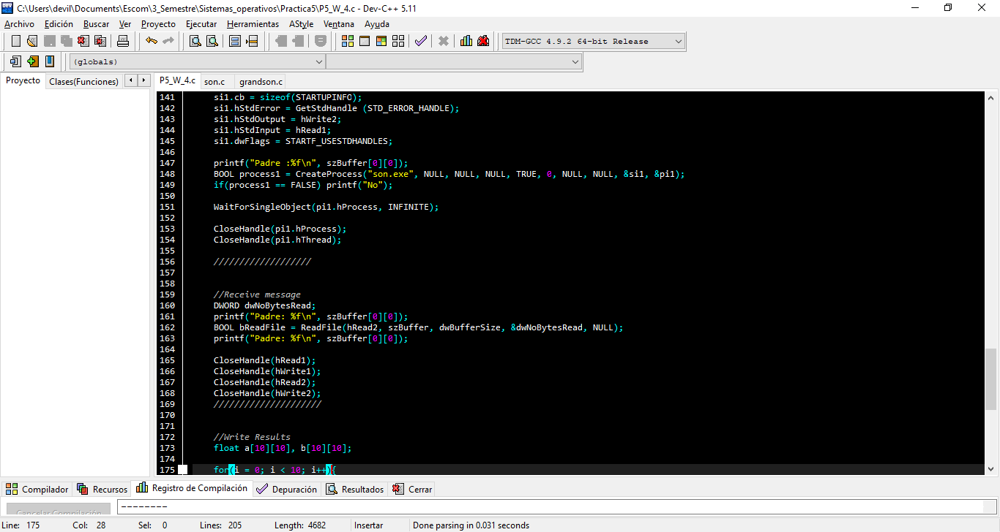 C:\Users\devil\Documents\Escom\3_Semestre\Sistemas_operativos\Practica5\P5_W_4.c - Dev-C++ 5.11
Archivo Edición Buscar Ver Proyecto Ejecutar Herramientas AStyle Ventana Ayuda
TDM-GCC 4.9.2 64-bit Release
(globals)
Proyecto Clases(Funciones) P5_W_4.c son.c grandson.c
141 si1.cb = sizeof(STARTUPINFO);
142 si1.hStdError = GetStdHandle (STD_ERROR_HANDLE);
143 si1.hStdOutput = hWrite2;
144 si1.hStdInput = hRead1;
145 si1.dwFlags = STARTF_USESTDHANDLES;
146
147 printf("Padre :%f\n", szBuffer[0][0]);
148 BOOL process1 = CreateProcess("son.exe", NULL, NULL, NULL, TRUE, 0, NULL, NULL, &si1, &pi1);
149 if(process1 == FALSE) printf("No");
150
151 WaitForSingleObject(pi1.hProcess, INFINITE);
152
153 CloseHandle(pi1.hProcess);
154 CloseHandle(pi1.hThread);
155
156 ///////////////////
157
158
159 //Receive message
160 DWORD dwNoBytesRead;
161 printf("Padre: %f\n", szBuffer[0][0]);
162 BOOL bReadFile = ReadFile(hRead2, szBuffer, dwBufferSize, &dwNoBytesRead, NULL);
163 printf("Padre: %f\n", szBuffer[0][0]);
164
165 CloseHandle(hRead1);
166 CloseHandle(hWrite1);
167 CloseHandle(hRead2);
168 CloseHandle(hWrite2);
169 /////////////////////
170
171
172 //Write Results
173 float a[10][10], b[10][10];
174
175 for(i = 0; i < 10; i++){
Compilador Recursos Registro de Compilación Depuración Resultados Cerrar
Cancelar Compilación --------
Line: 175 Col: 28 Sel: 0 Lines: 205 Length: 4682 Insertar Done parsing in 0.031 seconds